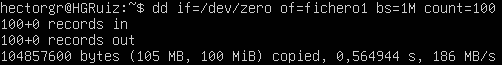 hectorgr@HGRuiz:~$ dd if=/dev/zero of=fichero1 bs=1M count=100
100+0 records in
100+0 records out
104857600 bytes (105 MB, 100 MiB) copied, 0,564944 s, 186 MB/s